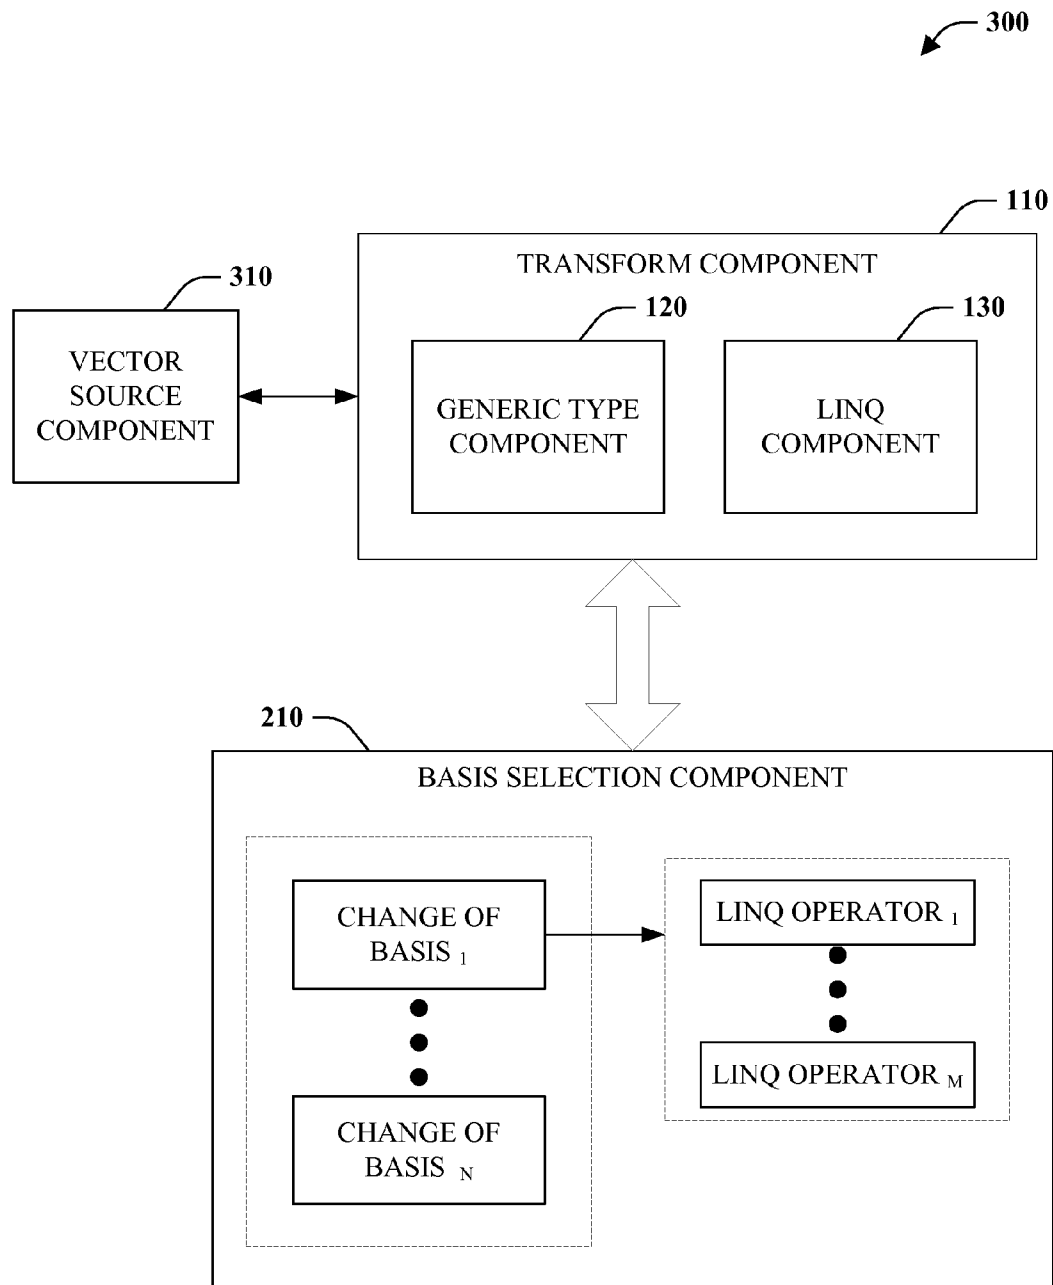 300
110
TRANSFORM COMPONENT
310
120
130
VECTOR
SOURCE
COMPONENT
GENERIC TYPE
COMPONENT
LINQ
COMPONENT
210
BASIS SELECTION COMPONENT
CHANGE OF
BASIS 1
LINQ OPERATOR 1
LINQ OPERATOR M
CHANGE OF
BASIS N